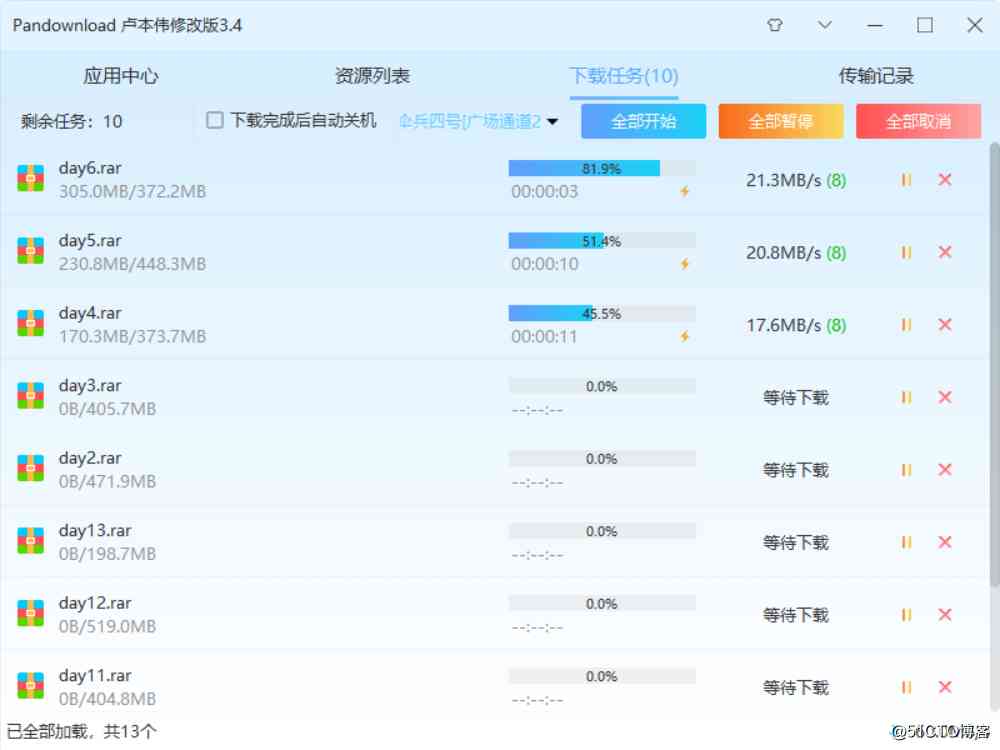 Pandownload 卢本伟修改版3.4
应用中心 资源列表 下载任务(10) 传输记录
剩余任务：10 下载完成后自动关机 伞兵四号[广场通道2 全部开始 全部暂停 全部取消
day6.rar 81.9%
305.0MB/372.2MB 00:00:03 21.3MB/s (8)
day5.rar 51.4%
230.8MB/448.3MB 00:00:10 20.8MB/s (8)
day4.rar 45.5%
170.3MB/373.7MB 00:00:11 17.6MB/s (8)
day3.rar 0.0%
0B/405.7MB --:--:-- 等待下载
day2.rar 0.0%
0B/471.9MB --:--:-- 等待下载
day13.rar 0.0%
0B/198.7MB --:--:-- 等待下载
day12.rar 0.0%
0B/519.0MB --:--:-- 等待下载
day11.rar 0.0%
0B/404.8MB --:--:-- 等待下载
已全部加载，共13个
@51CTO博客